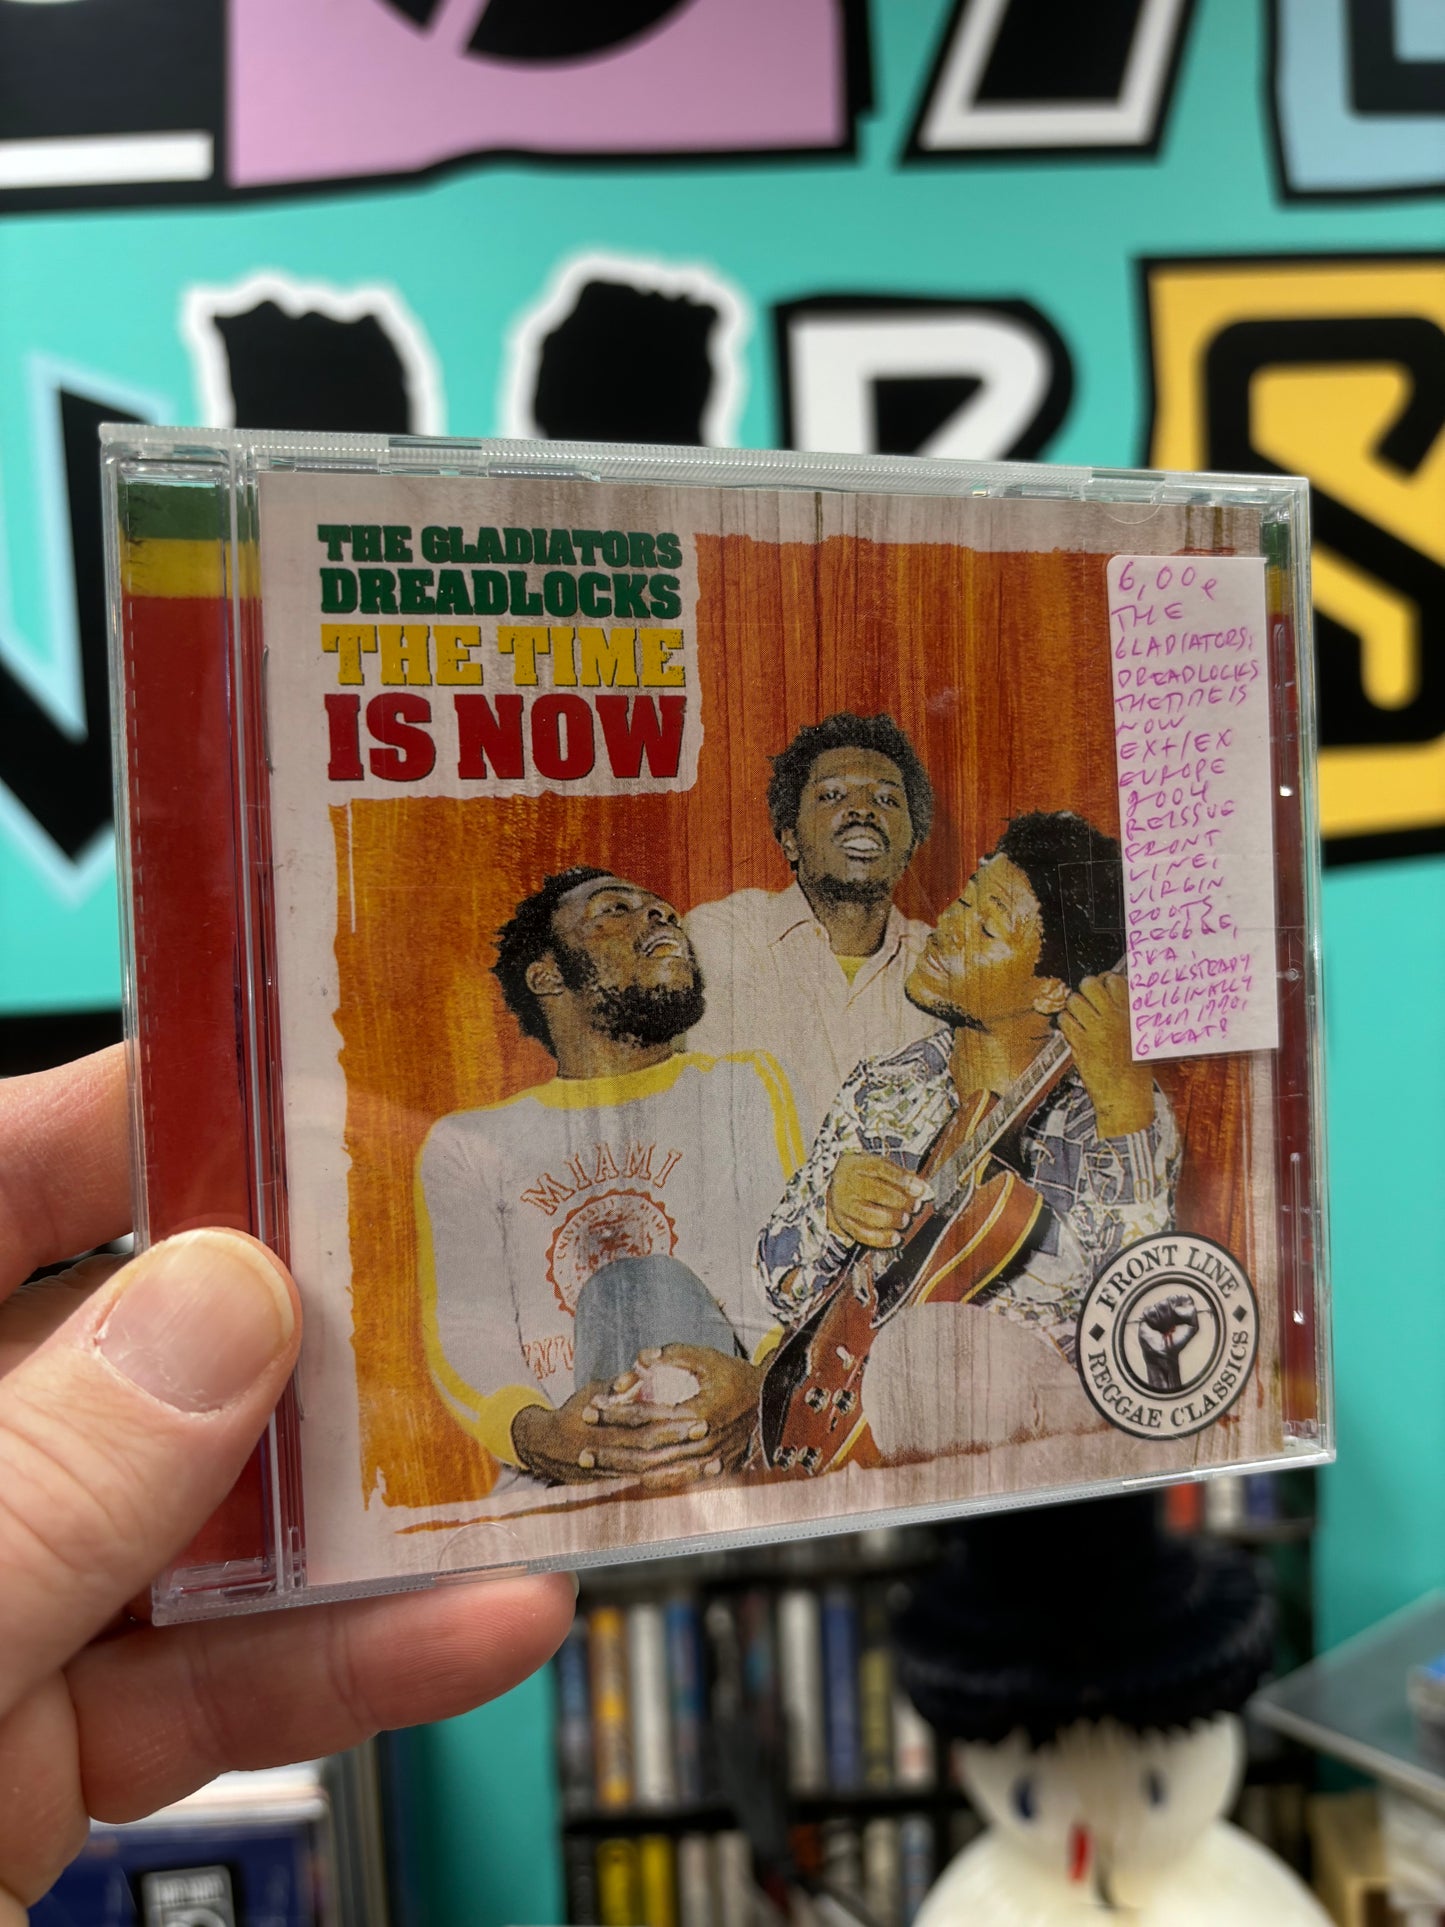 THE GLADIATORS
DREADLOCKS
THE TIME
IS NOW
6,00€
THE
GLADIATORS,
DREADLOCKS
THE TIME IS
NOW
EX+/EX
EUROPE
2004
REISSUE
FRONT
LINE,
VIRGIN
ROOTS
REGGAE,
SKA,
ROCKSTEADY
ORIGINALLY
FROM 1990,
GREAT!
MIAMI
FRONT LINE
REGGAE CLASSICS